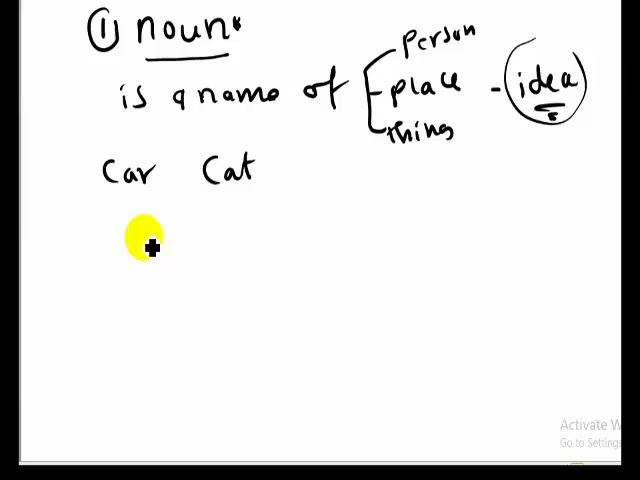 ① noun
is a name of person
place - idea
thing
Car Cat
Activate W
Go to Settings